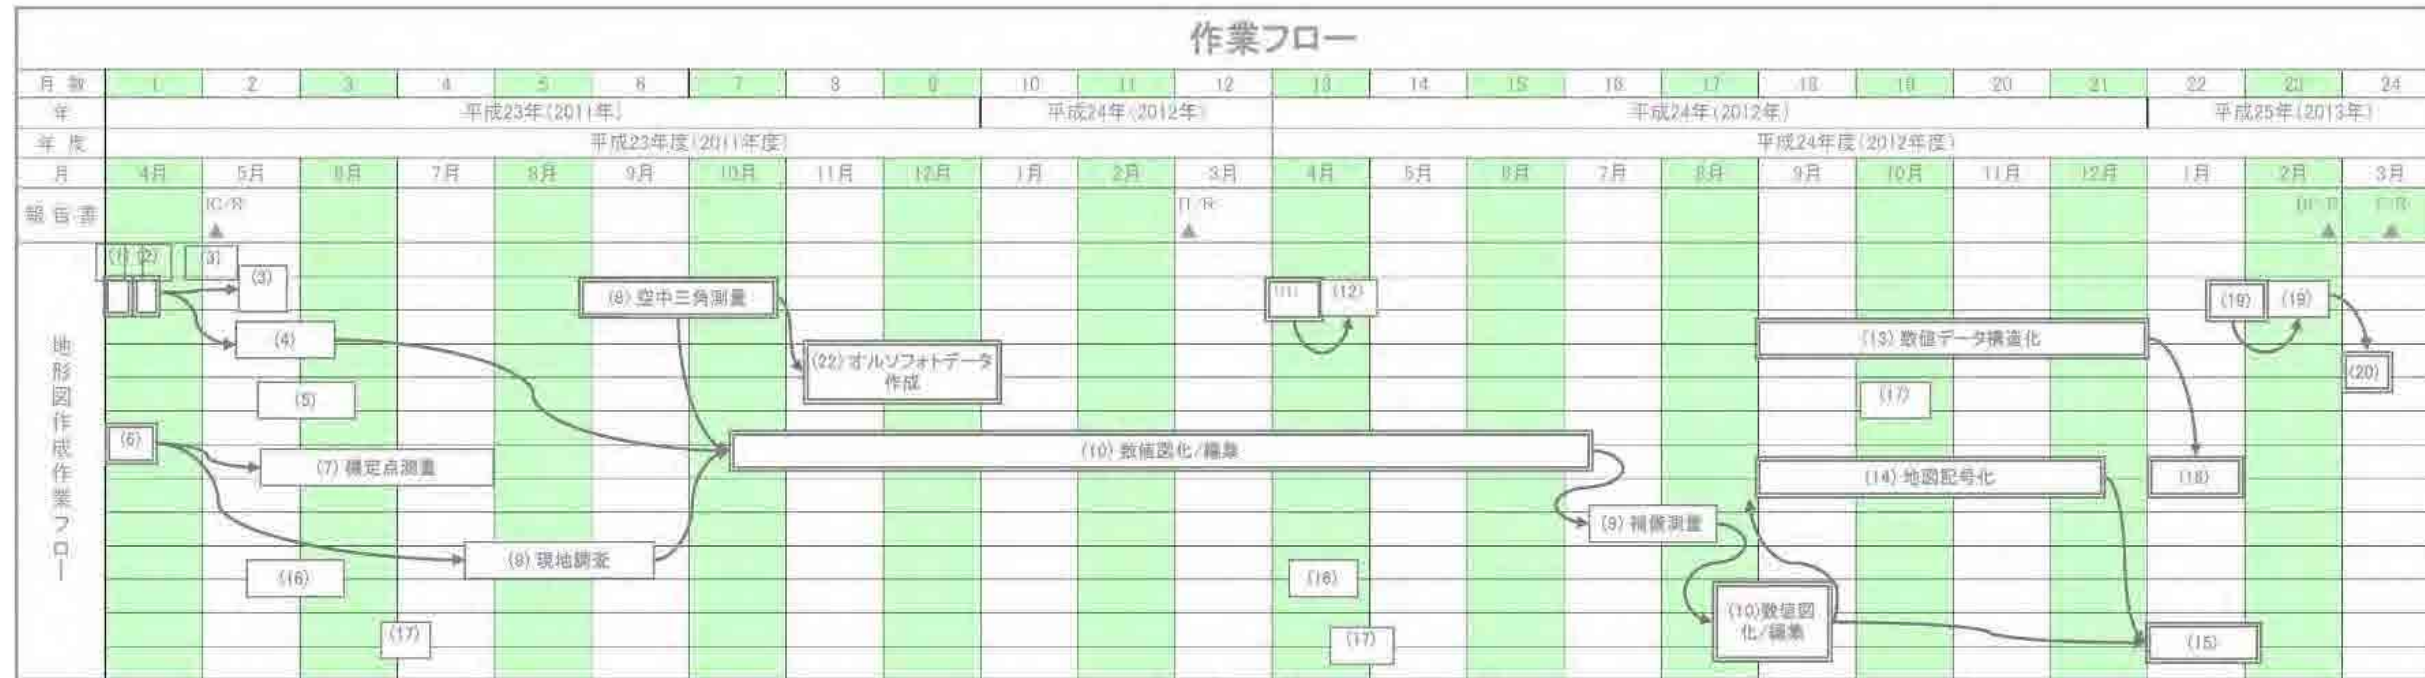 作業フロー
月数 1 2 3 4 5 6 7 8 9 10 11 12 13 14 15 16 17 18 19 20 21 22 23 24
年 平成23年(2011年) 平成24年(2012年) 平成24年(2012年) 平成25年(2013年)
年度 平成23年度(2011年度) 平成24年度(2012年度)
月 4月 5月 6月 7月 8月 9月 10月 11月 12月 1月 2月 3月 4月 5月 6月 7月 8月 9月 10月 11月 12月 1月 2月 3月
報告書 IC/R IT/R
地形図作成作業フロー
(1) (2) (3)
(3)
(4)
(5)
(6)
(7) 標定点測量
(8) 空中三角測量
(22) オルソフォトデータ
作成
(10) 数値図化/編集
(9) 現地調査
(16)
(17)
(11) (12)
(16)
(17)
(9) 補備測量
(10)数値図
化/編集
(13) 数値データ構造化
(17)
(14) 地図記号化
(18)
(15)
(19) (19)
(20)